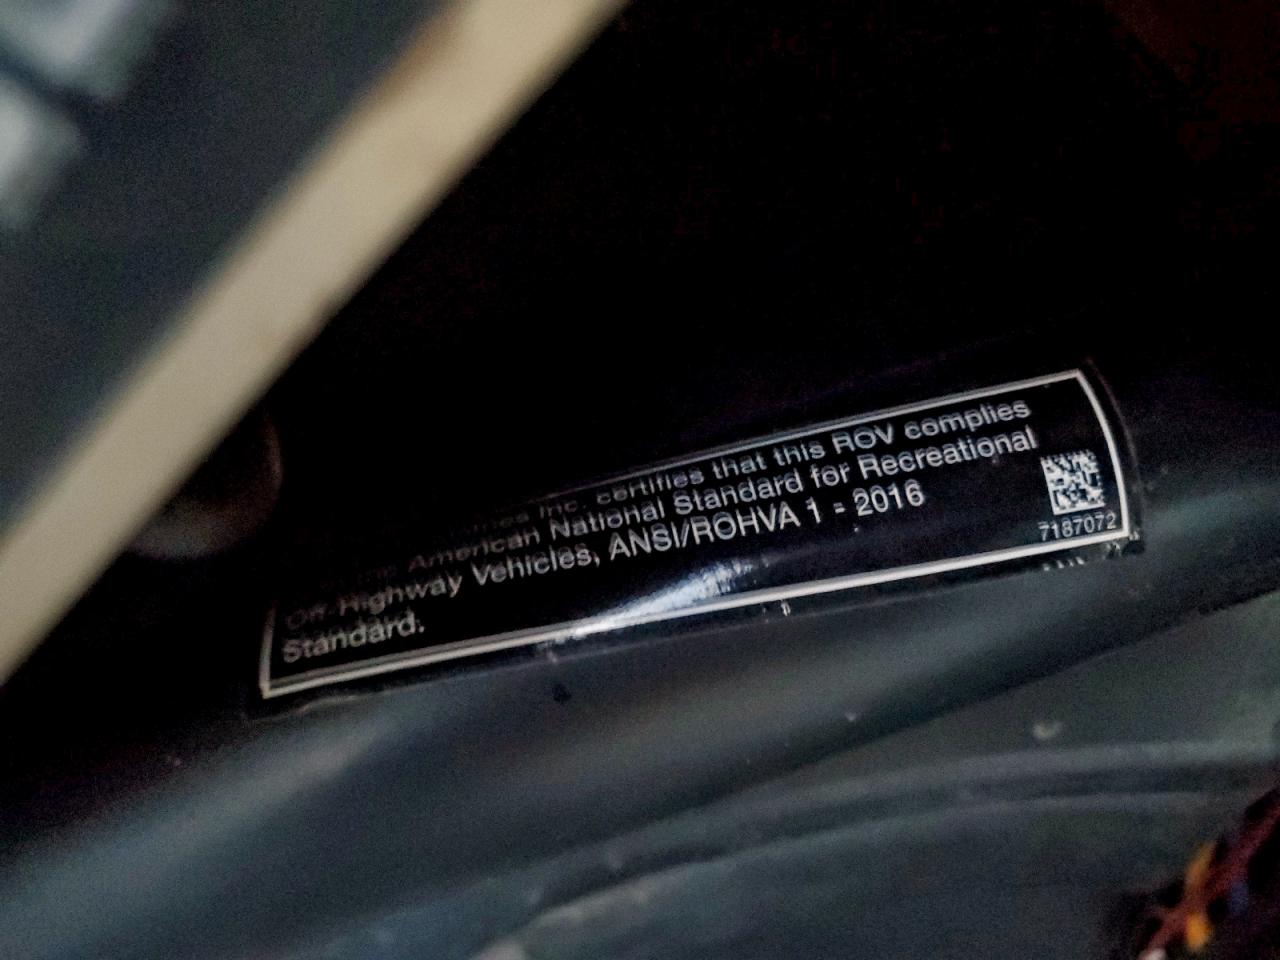 Inc. certifies that this ROV complies
the American National Standard for Recreational
Off-Highway Vehicles, ANSI/ROHVA 1 - 2016
Standard.
7187072